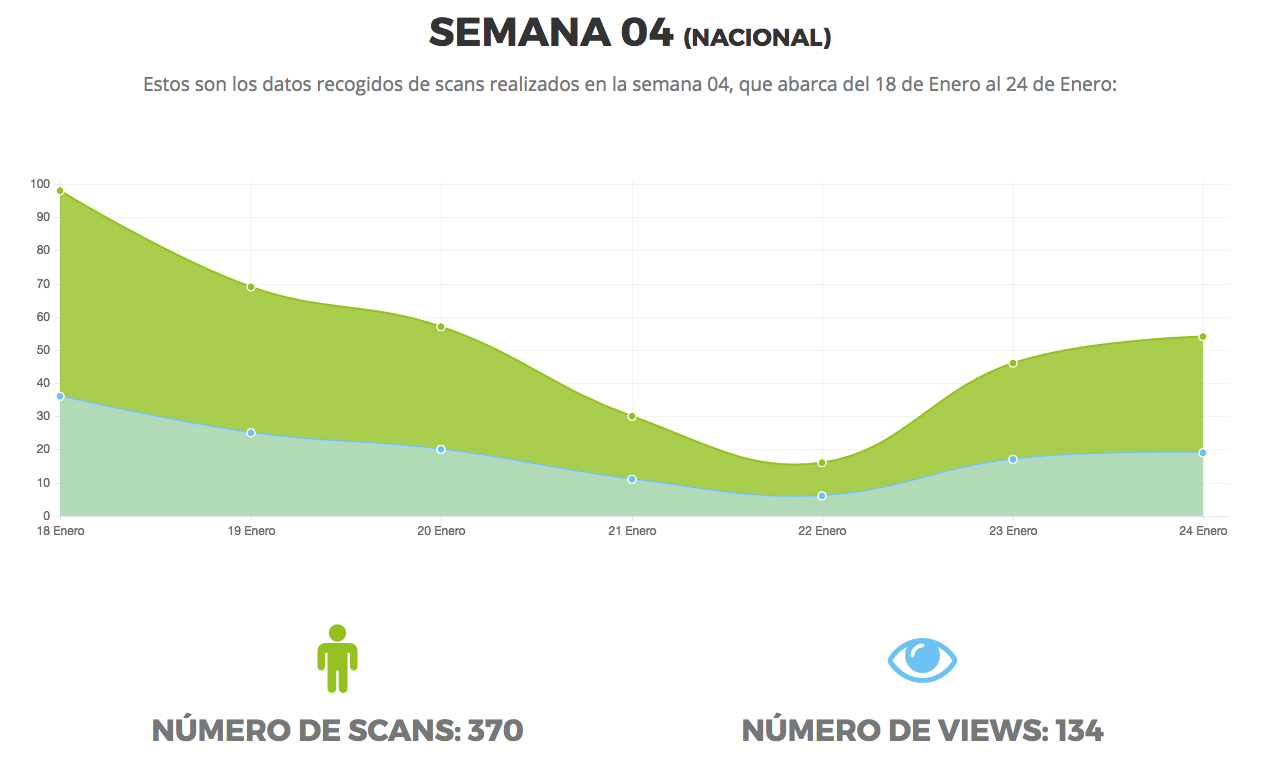 SEMANA 04 (NACIONAL)
Estos son los datos recogidos de scans realizados en la semana 04, que abarca del 18 de Enero al 24 de Enero:
100
90
80
70
60
50
40
30
20
10
0
18 Enero 19 Enero 20 Enero 21 Enero 22 Enero 23 Enero 24 Enero
NÚMERO DE SCANS: 370 NÚMERO DE VIEWS: 134